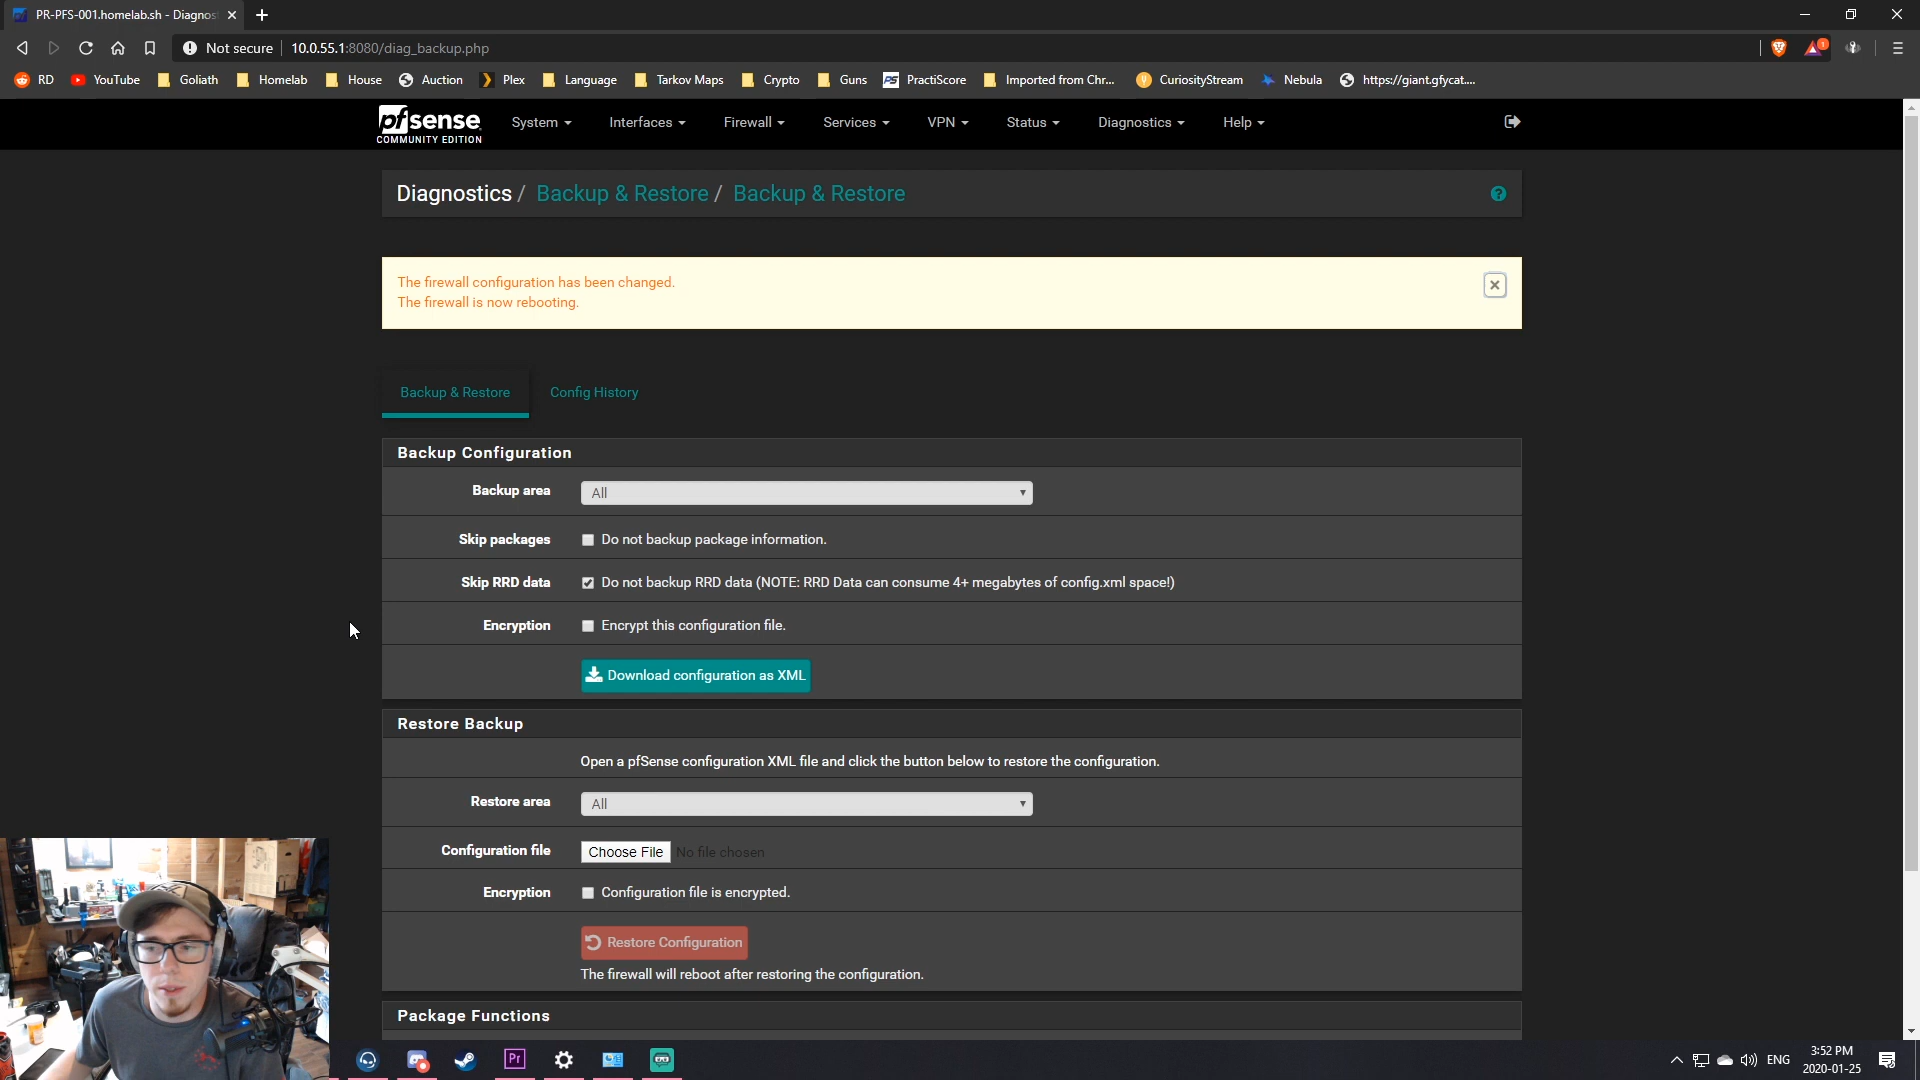 PR-PFS-001.homelab.sh - Diagnos
Not secure
10.0.55.1:8080/diag_backup.php
1
RD
YouTube
Goliath
Homelab
House
Auction
Plex
Language
Tarkov Maps
Crypto
Guns
PS
PractiScore
Imported from Chr...
CuriosityStream
Nebula
https://giant.gfycat....
pfsense
COMMUNITY EDITION
System
Interfaces
Firewall
Services
VPN
Status
Diagnostics
Help
Diagnostics / Backup & Restore / Backup & Restore
The firewall configuration has been changed.
The firewall is now rebooting.
Backup & Restore
Config History
Backup Configuration
Backup area
All
Skip packages
Do not backup package information.
Skip RRD data
Do not backup RRD data (NOTE: RRD Data can consume 4+ megabytes of config.xml space!)
Encryption
Encrypt this configuration file.
Download configuration as XML
Restore Backup
Open a pfSense configuration XML file and click the button below to restore the configuration.
Restore area
All
Configuration file
Choose File
No file chosen
Encryption
Configuration file is encrypted.
Restore Configuration
The firewall will reboot after restoring the configuration.
Package Functions
Pr
ENG
3:52 PM
2020-01-25